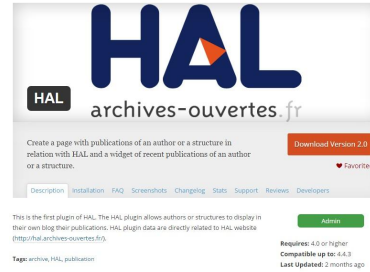 HAL
archives-ouvertes.fr
HAL
Create a page with publications of an author or a structure in
relation with HAL and a widget of recent publications of an author
or a structure.
Download Version 2.0
♥ Favorite
Description Installation FAQ Screenshots Changelog Stats Support Reviews Developers
This is the first plugin of HAL. The HAL plugin allows authors or structures to display in
their own blog their publications. HAL plugin data are directly related to HAL website
(http://hal.archives-ouvertes.fr/).
Tags: archive, HAL, publication
Admin
Requires: 4.0 or higher
Compatible up to: 4.4.3
Last Updated: 2 months ago